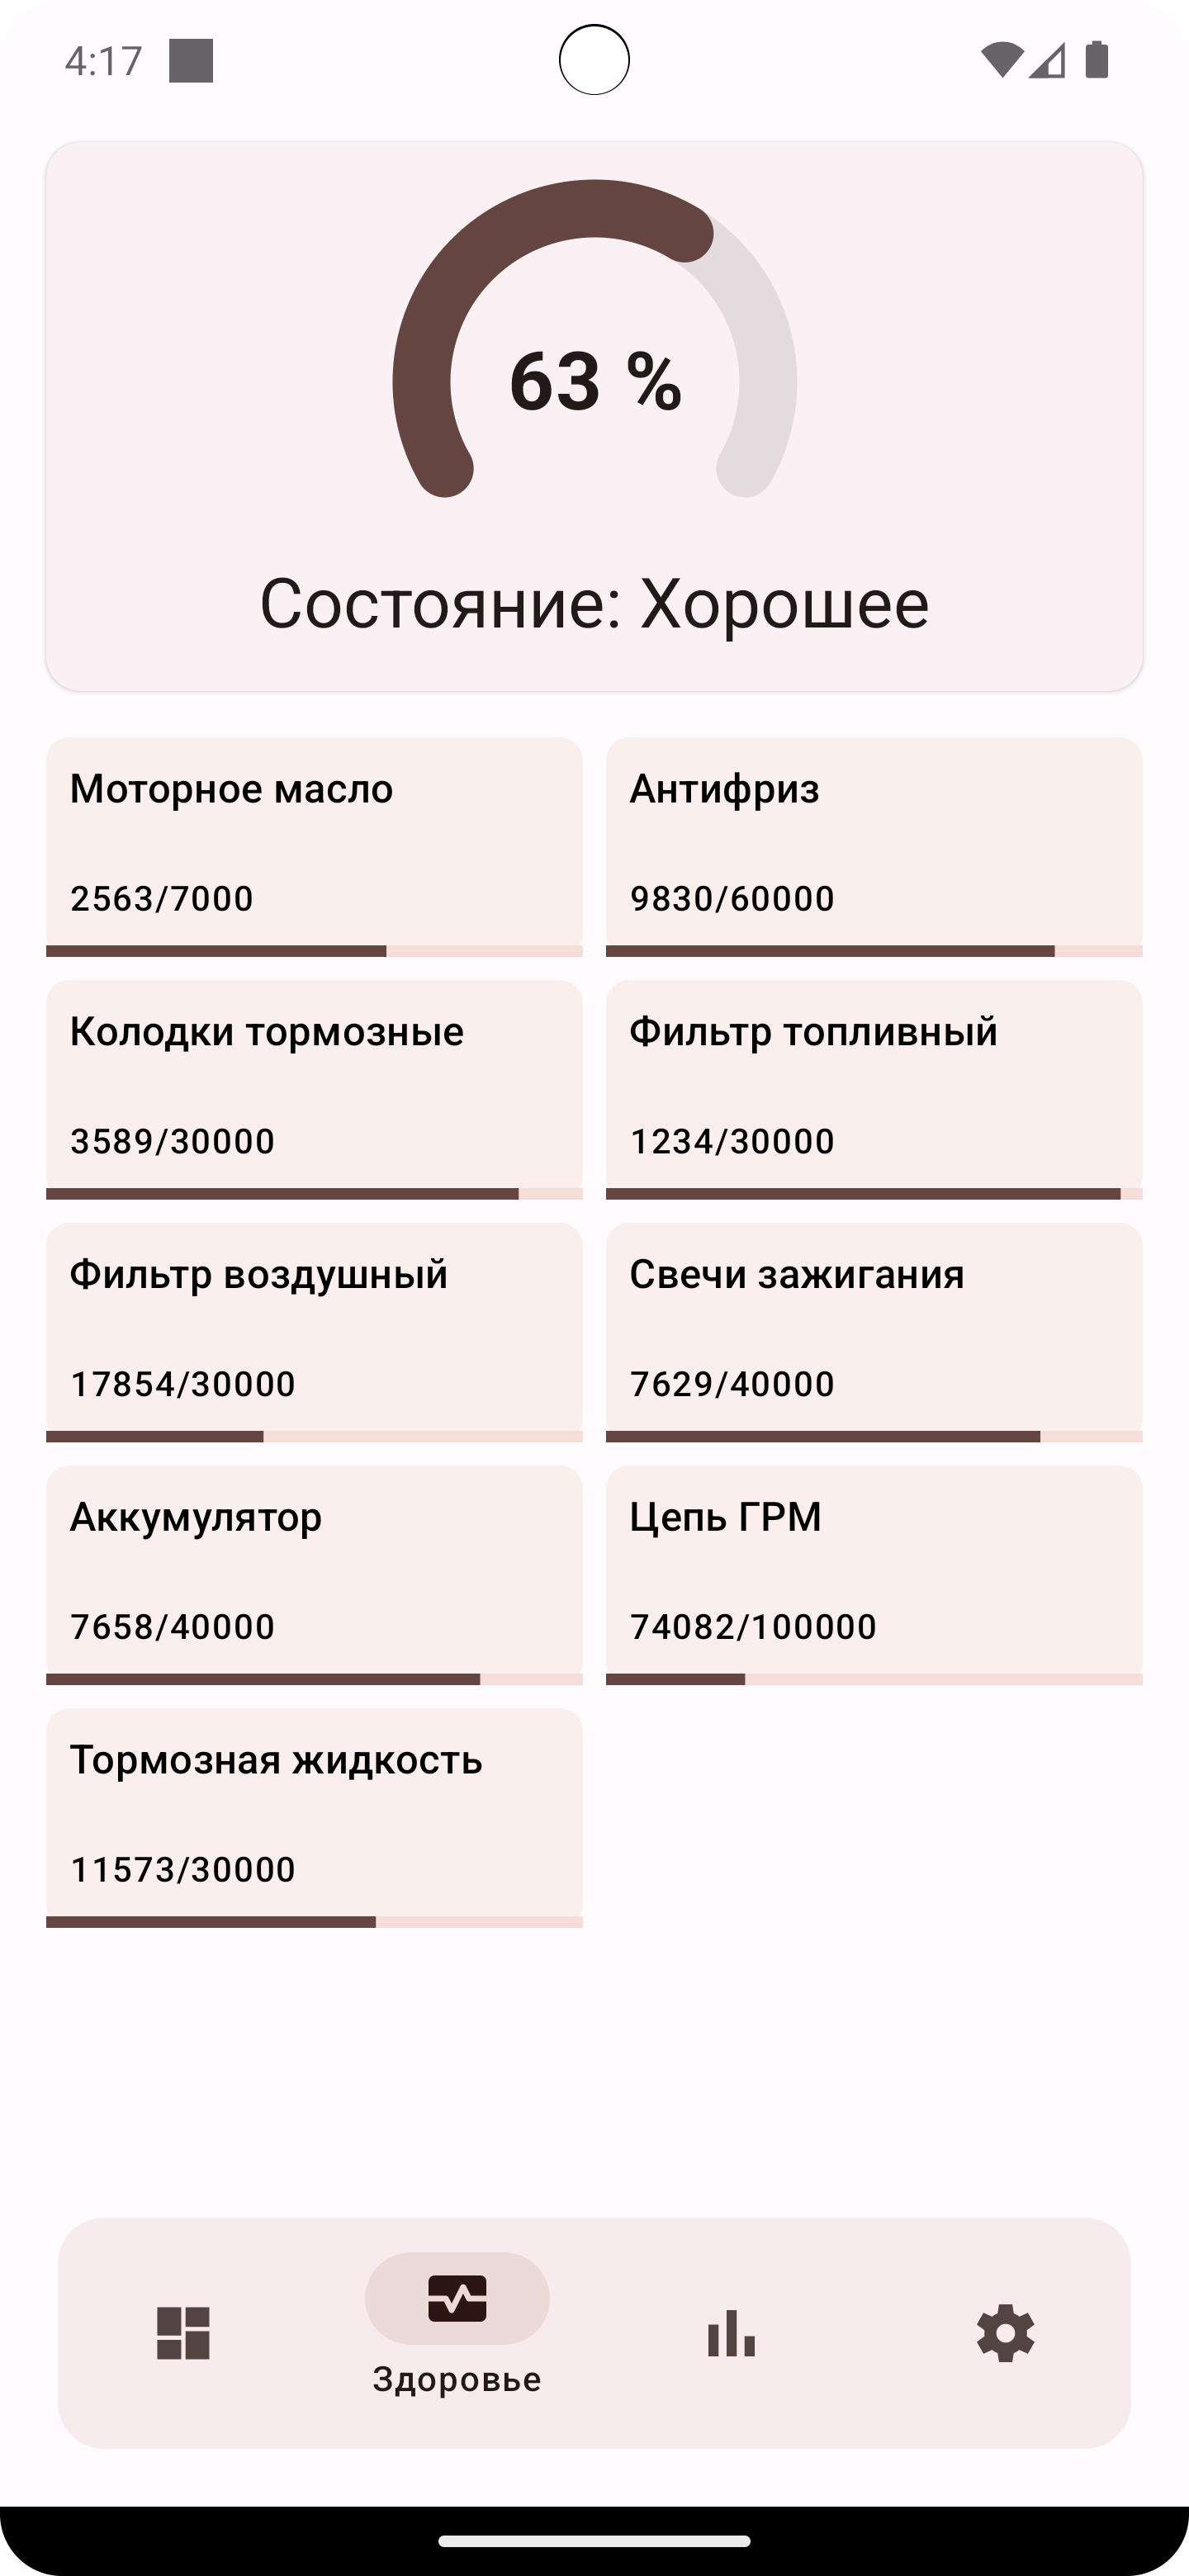 4:17
63 %
Состояние: Хорошее
Моторное масло
2563/7000
Антифриз
9830/60000
Колодки тормозные
3589/30000
Фильтр топливный
1234/30000
Фильтр воздушный
17854/30000
Свечи зажигания
7629/40000
Аккумулятор
7658/40000
Цепь ГРМ
74082/100000
Тормозная жидкость
11573/30000
Здоровье